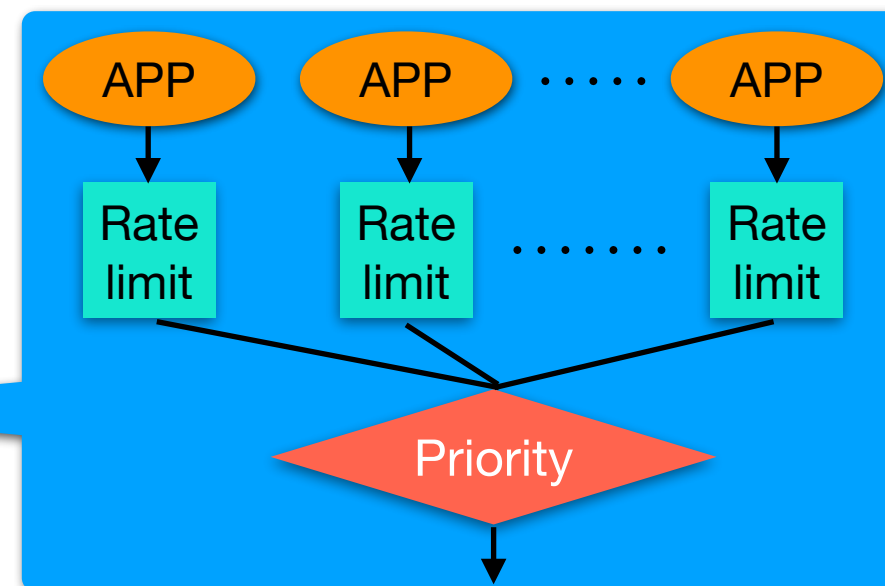 APP APP ..... APP
Rate Rate Rate
limit limit ....... limit
Priority